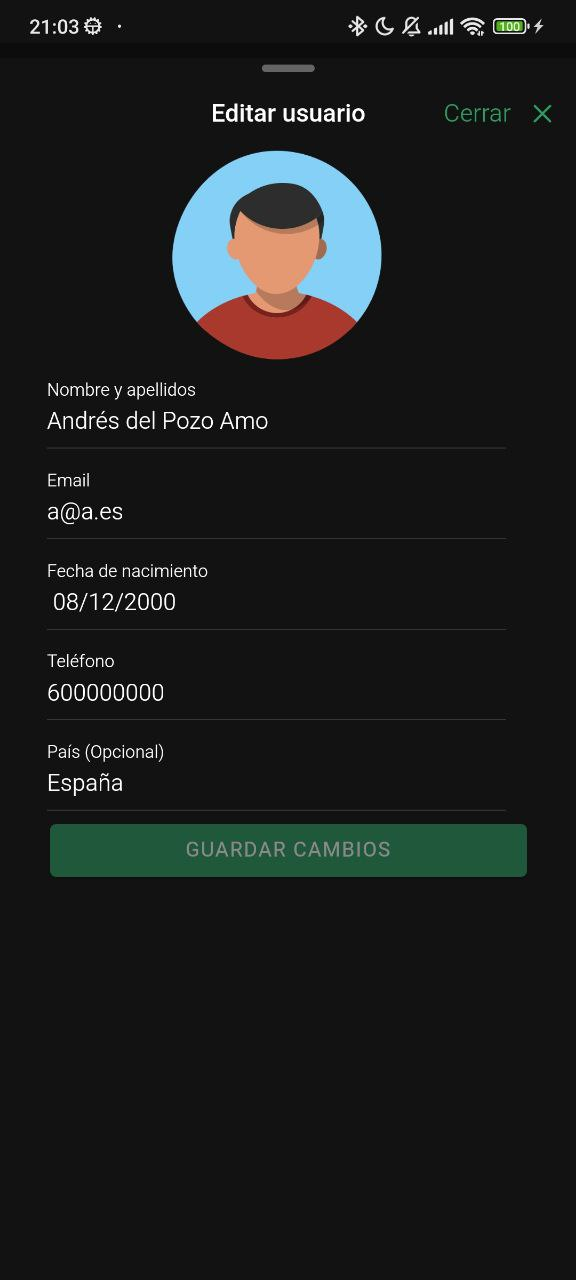 21:03
100
Editar usuario
Cerrar
Nombre y apellidos
Andrés del Pozo Amo
Email
a@a.es
Fecha de nacimiento
08/12/2000
Teléfono
600000000
País (Opcional)
España
GUARDAR CAMBIOS